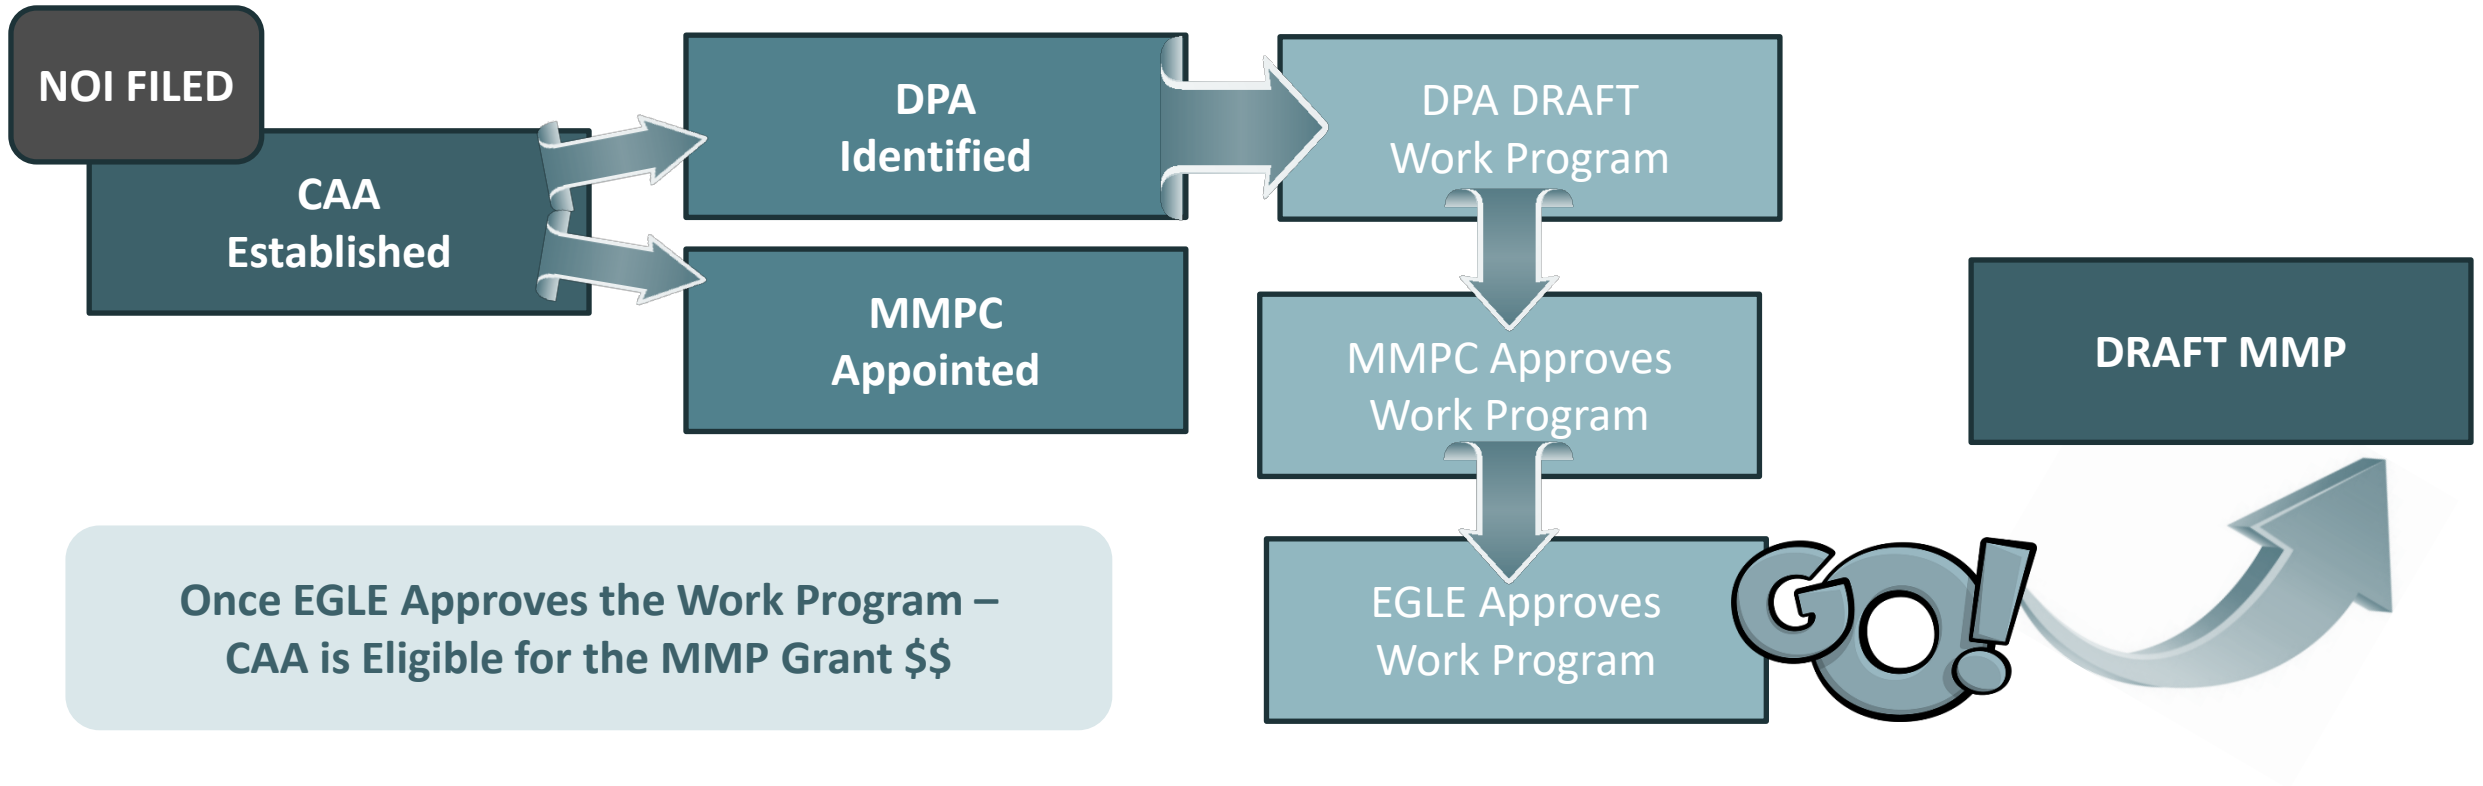 NOI FILED
CAA
Established
DPA
Identified
MMPC
Appointed
DPA DRAFT
Work Program
MMPC Approves
Work Program
EGLE Approves
Work Program
GO!
DRAFT MMP
Once EGLE Approves the Work Program –
CAA is Eligible for the MMP Grant $$